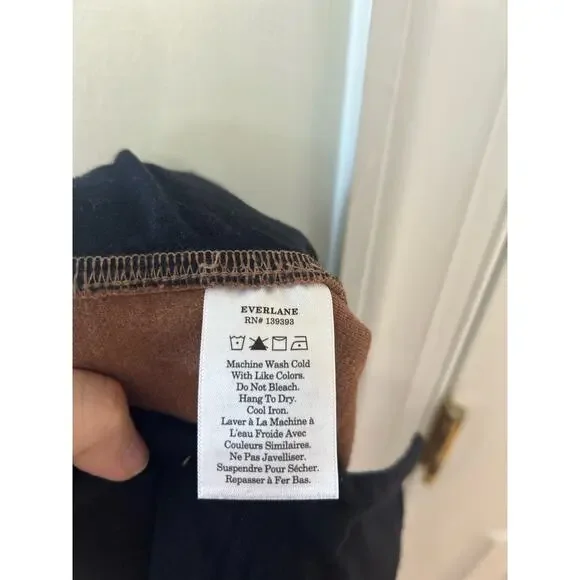 EVERLANE
RN# 139393
Machine Wash Cold
With Like Colors.
Do Not Bleach.
Hang To Dry.
Cool Iron.
Laver à La Machine à
L'eau Froide Avec
Couleurs Similaires.
Ne Pas Javelliser.
Suspendre Pour Sécher.
Repasser à Fer Bas.